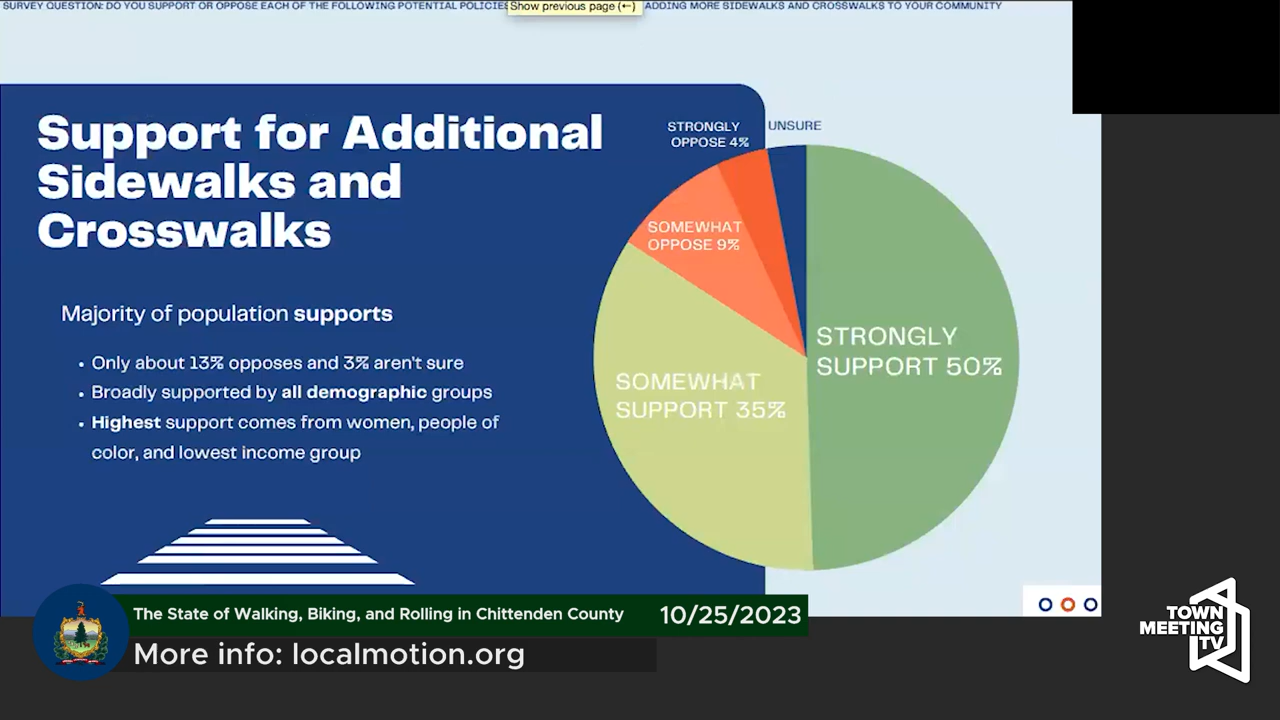 SURVEY QUESTION: DO YOU SUPPORT OR OPPOSE EACH OF THE FOLLOWING POTENTIAL POLICIES
Show previous page (←)
ADDING MORE SIDEWALKS AND CROSSWALKS TO YOUR COMMUNITY
Support for Additional
Sidewalks and
Crosswalks
Majority of population supports
• Only about 13% opposes and 3% aren't sure
• Broadly supported by all demographic groups
• Highest support comes from women, people of
color, and lowest income group
STRONGLY
OPPOSE 4%
UNSURE
SOMEWHAT
OPPOSE 9%
STRONGLY
SUPPORT 50%
SOMEWHAT
SUPPORT 35%
The State of Walking, Biking, and Rolling in Chittenden County
10/25/2023
More info: localmotion.org
TOWN
MEETING
TV